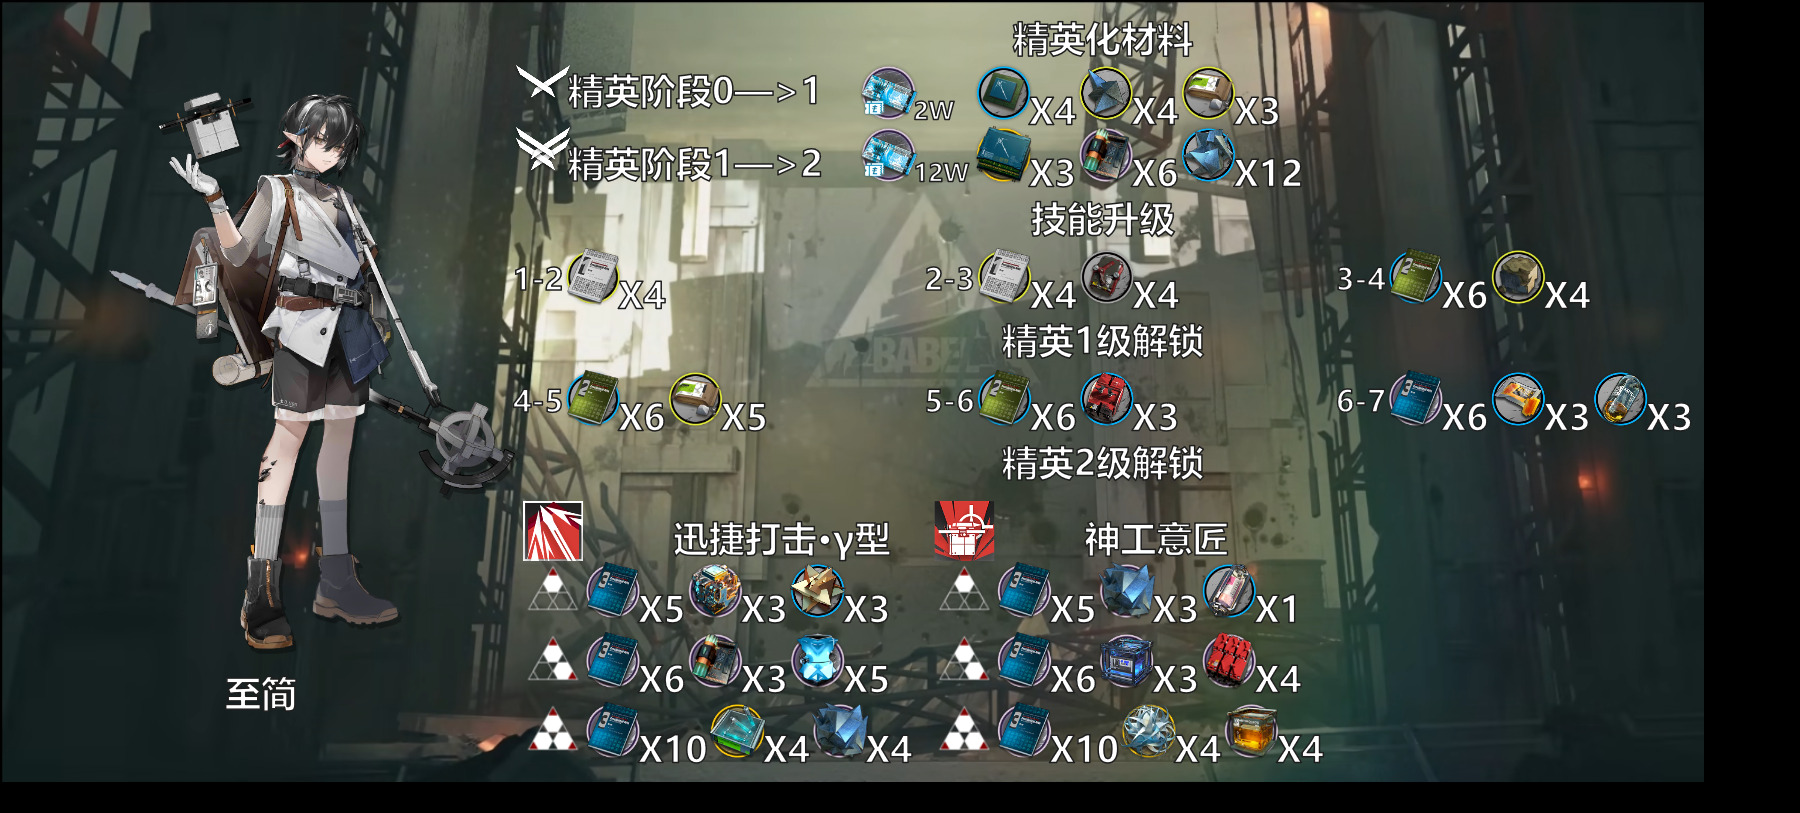 精英化材料
精英阶段0—>1 2W X4 X4 X3
精英阶段1—>2 12W X3 X6 X12
技能升级
1-2 X4 2-3 X4 X4 3-4 X6 X4
BABEL
精英1级解锁
4-5 X6 X5 5-6 X6 X3 6-7 X6 X3 X3
精英2级解锁
迅捷打击·γ型 神工意匠
X5 X3 X3 X5 X3 X1
X6 X3 X5 X6 X3 X4
至简
X10 X4 X4 X10 X4 X4